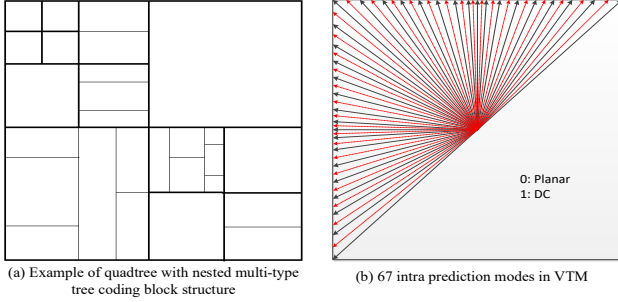 0: Planar
1: DC
(a) Example of quadtree with nested multi-type
tree coding block structure
(b) 67 intra prediction modes in VTM